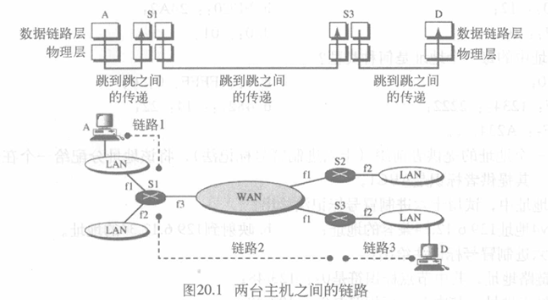 A S1 S3 D
数据链路层 数据链路层
物理层 物理层
跳到跳之间的传递 跳到跳之间的传递 跳到跳之间的传递
A 链路1
LAN S2 LAN
f1 f1 f2
S1 WAN
f3
f2 f1 S3 f2
LAN LAN
链路2 链路3 D
图20.1 两台主机之间的链路